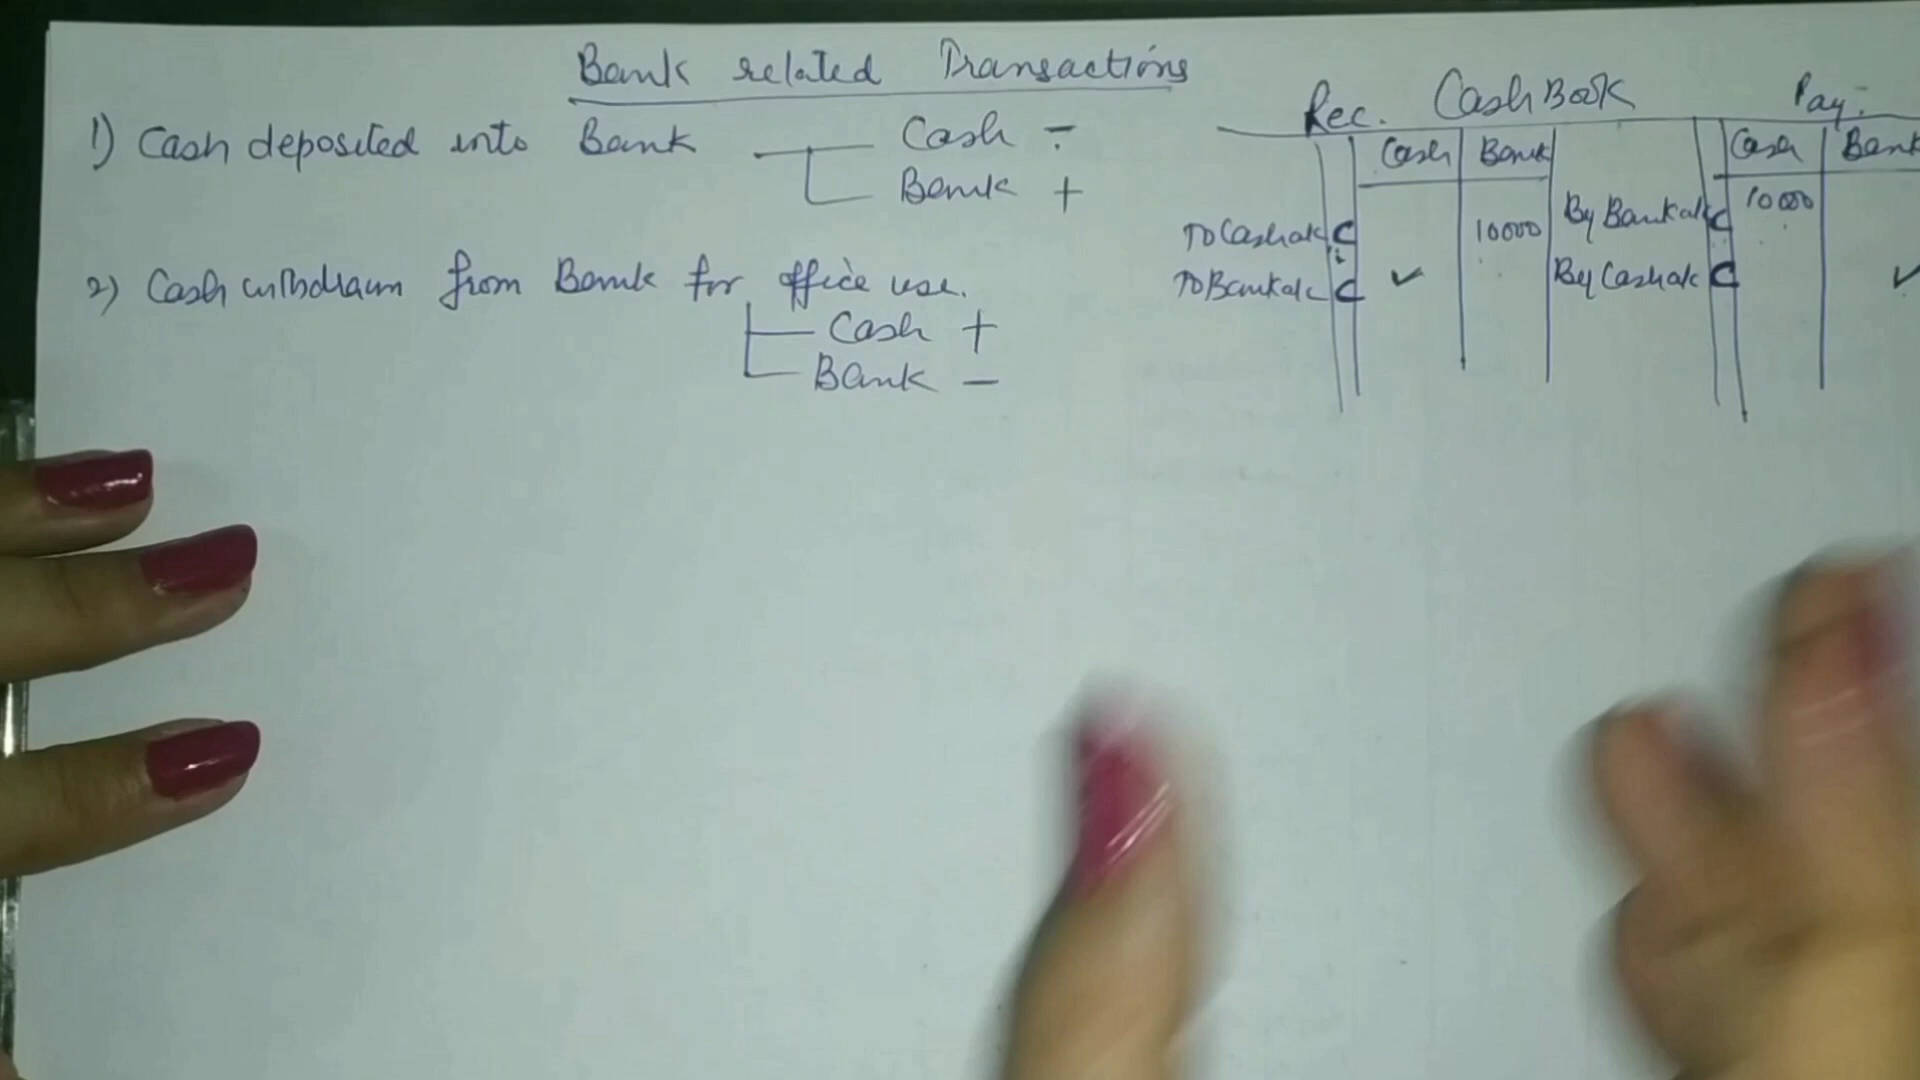 Bank related Transactions
1) Cash deposited into Bank
Cash -
Bank +
2) Cash withdrawn from Bank for office use.
Cash +
Bank -
Cash Book
Rec. Pay.
Cash Bank Cash Bank
To Cash a/c C 10000 By Bank a/c C 10000
To Bank a/c C ✓ By Cash a/c C ✓